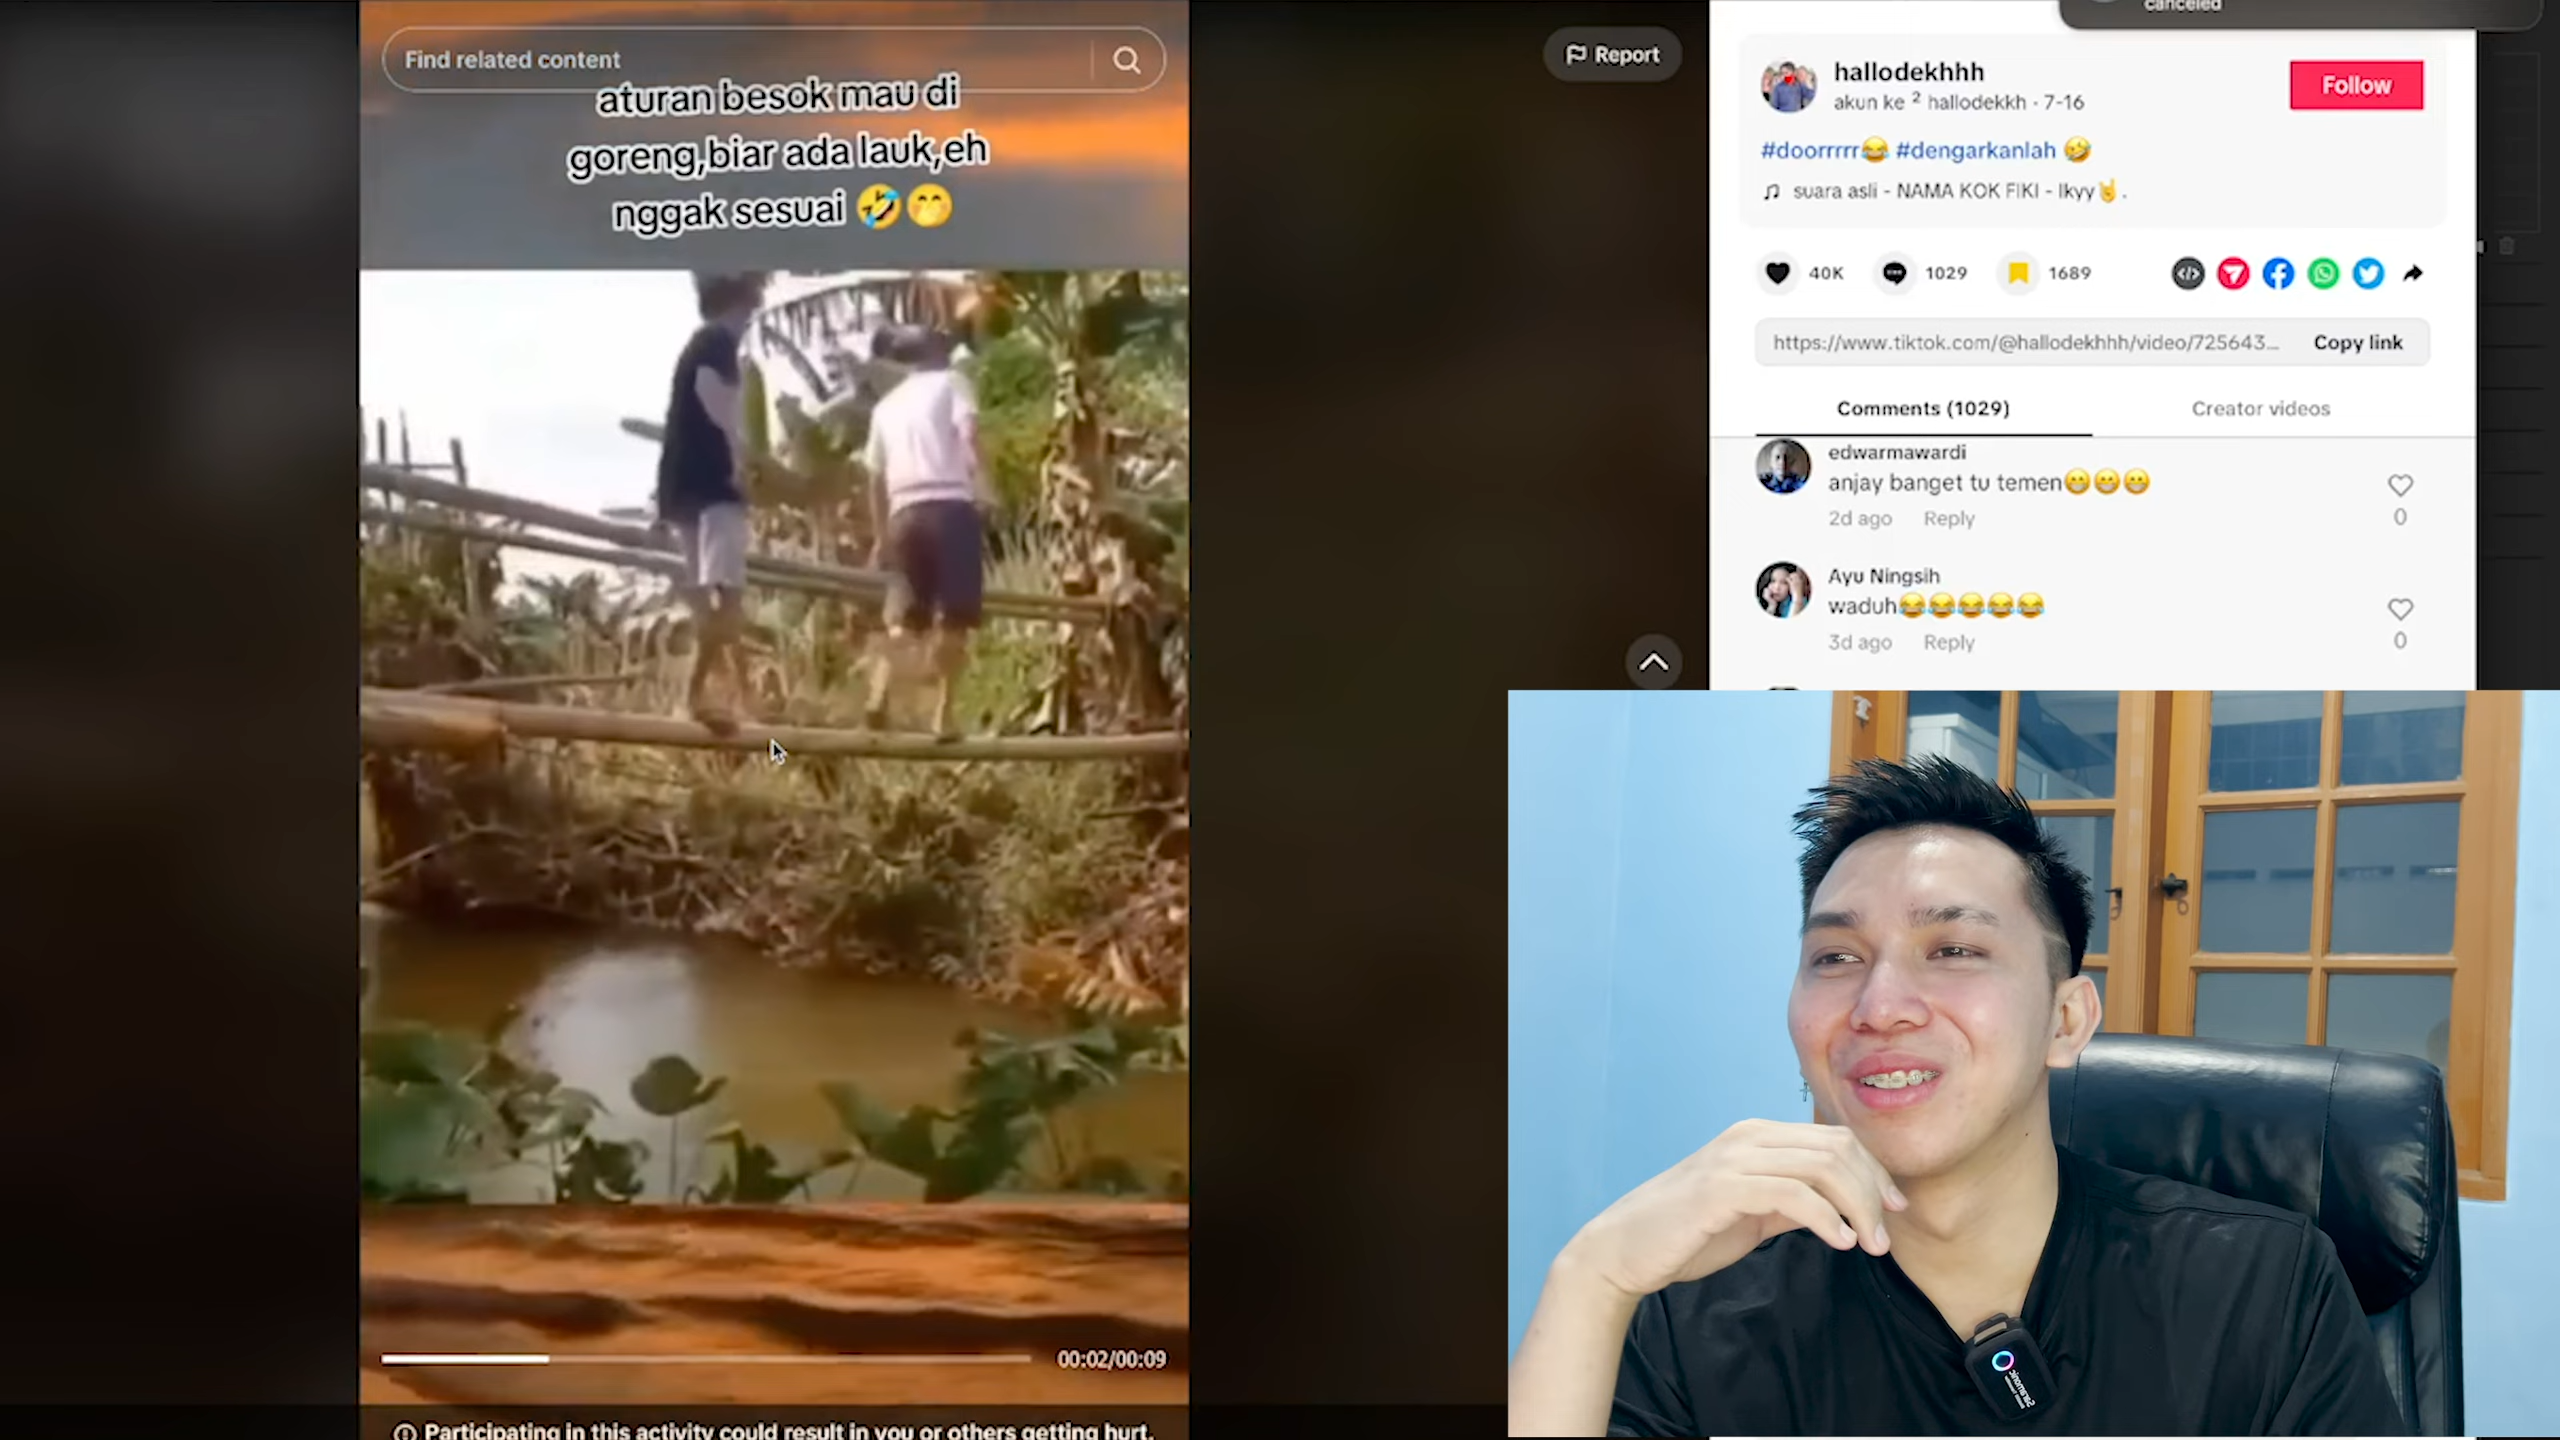 Find related content
aturan besok mau di
goreng,biar ada lauk,eh
nggak sesuai 🤣🤭
00:02/00:09
Participating in this activity could result in you or others getting hurt.
Report
canceled
hallodekhhh
akun ke ² hallodekkh · 7-16
Follow
#doorrrrr😂 #dengarkanlah 🤣
suara asli - NAMA KOK FIKI - Ikyy🤘.
40K
1029
1689
https://www.tiktok.com/@hallodekhhh/video/725643...
Copy link
Comments (1029)
Creator videos
edwarmawardi
anjay banget tu temen😁😁😁
2d ago Reply
0
Ayu Ningsih
waduh😂😂😂😂😂
3d ago Reply
0